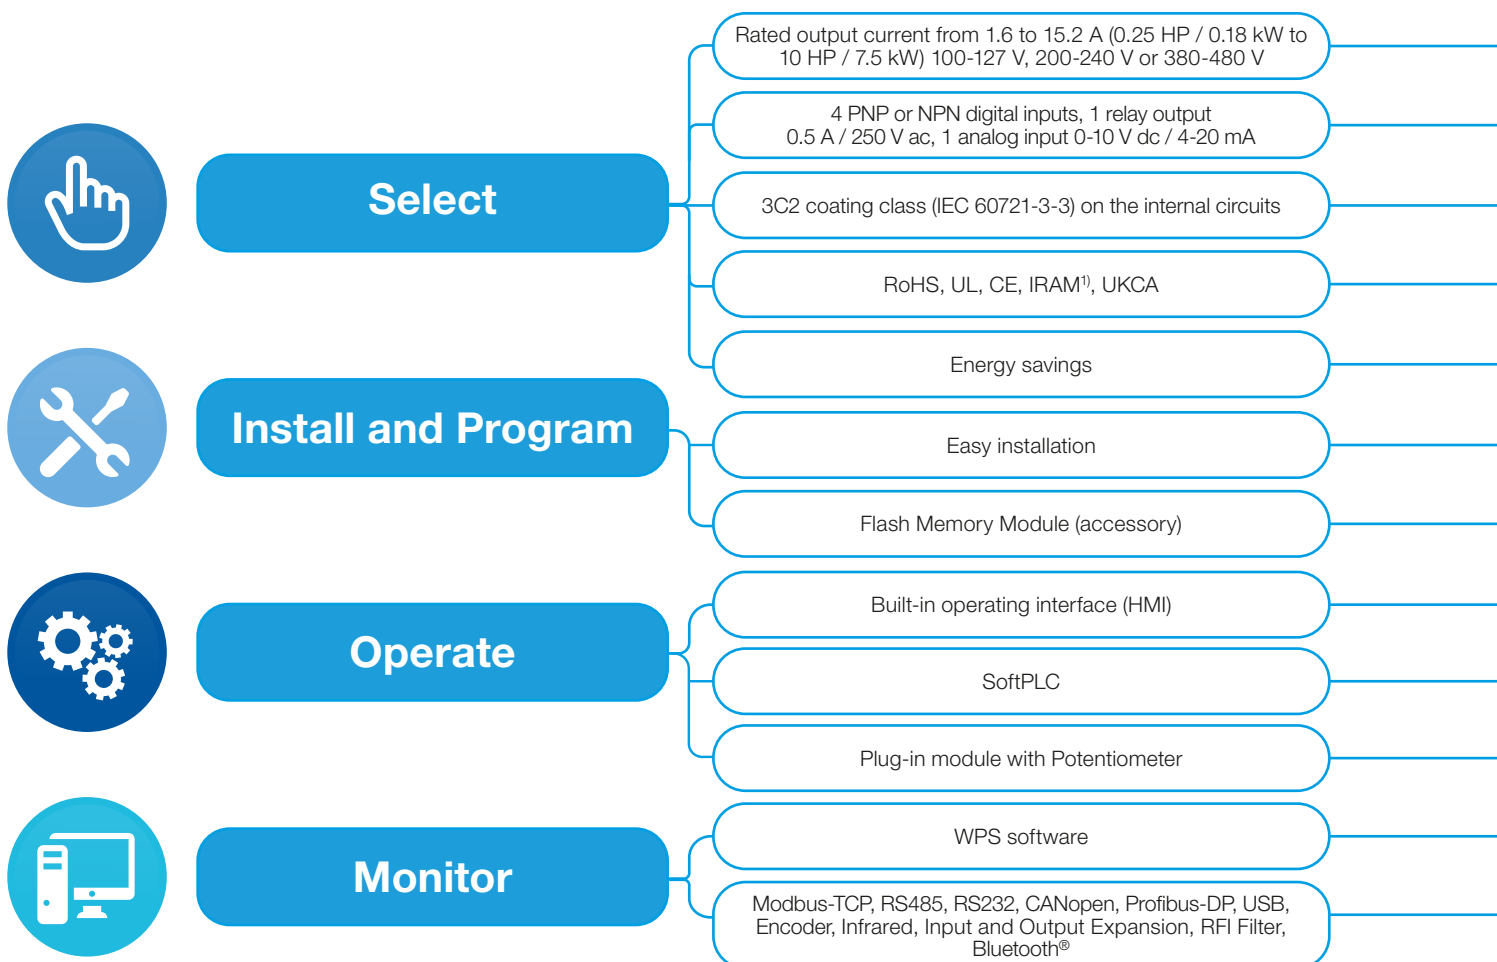 Select
Rated output current from 1.6 to 15.2 A (0.25 HP / 0.18 kW to
10 HP / 7.5 kW) 100-127 V, 200-240 V or 380-480 V
4 PNP or NPN digital inputs, 1 relay output
0.5 A / 250 V ac, 1 analog input 0-10 V dc / 4-20 mA
3C2 coating class (IEC 60721-3-3) on the internal circuits
RoHS, UL, CE, IRAM¹⁾, UKCA
Energy savings
Install and Program
Easy installation
Flash Memory Module (accessory)
Operate
Built-in operating interface (HMI)
SoftPLC
Plug-in module with Potentiometer
Monitor
WPS software
Modbus-TCP, RS485, RS232, CANopen, Profibus-DP, USB,
Encoder, Infrared, Input and Output Expansion, RFI Filter,
Bluetooth®